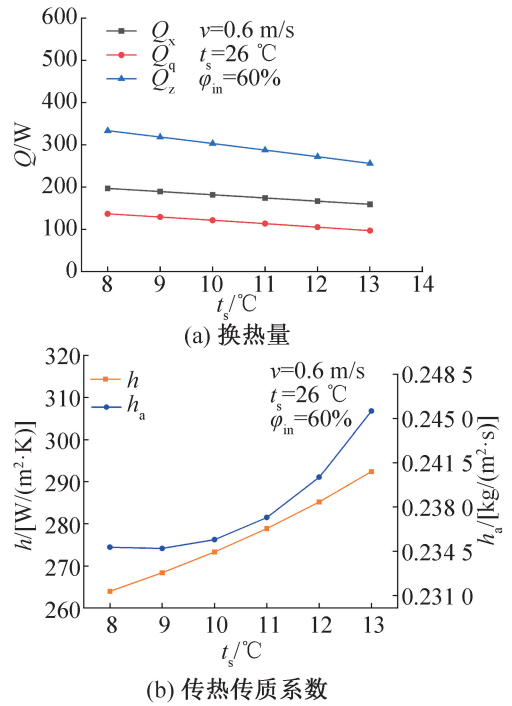 600
500
400
300
200
100
0
Q/W
Qx v=0.6 m/s
Qq ts=26 ℃
Qz φin=60%
8 9 10 11 12 13 14
ts/℃
(a) 换热量
320
310
300
290
280
270
260
h/[W/(m²·K)]
h
ha
v=0.6 m/s
ts=26 ℃
φin=60%
0.248 5
0.245 0
0.241 5
0.238 0
0.234 5
0.231 0
ha/[kg/(m²·s)]
8 9 10 11 12 13
ts/℃
(b) 传热传质系数